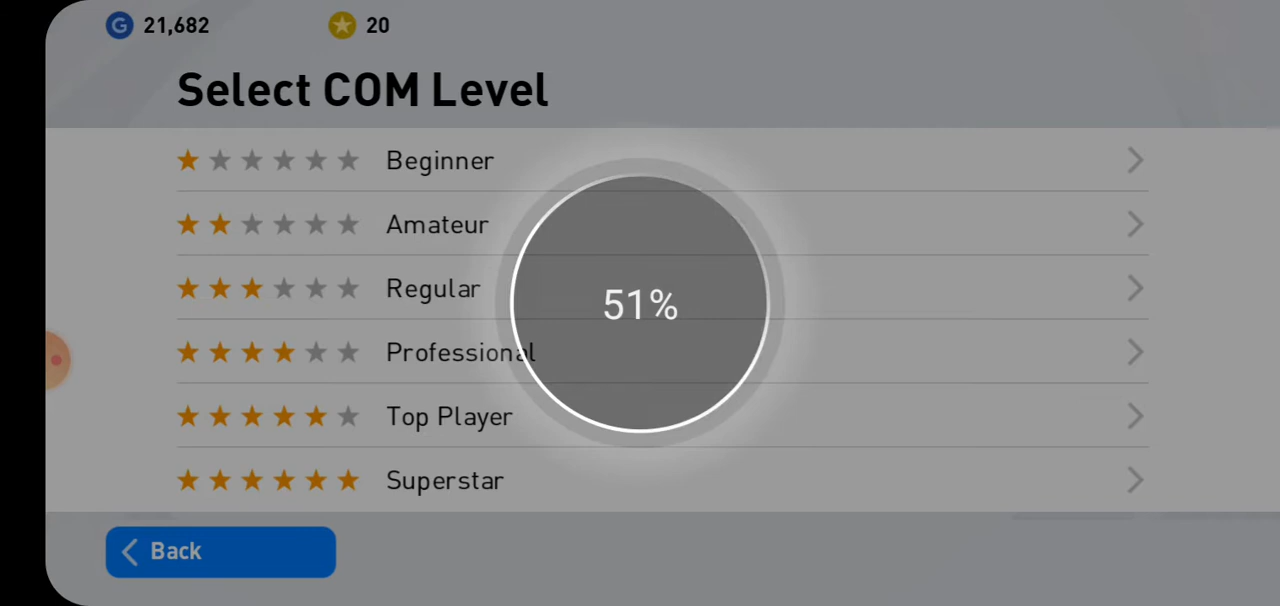 G 21,682 20
Select COM Level
Beginner
Amateur
Regular
51%
Professional
Top Player
Superstar
Back